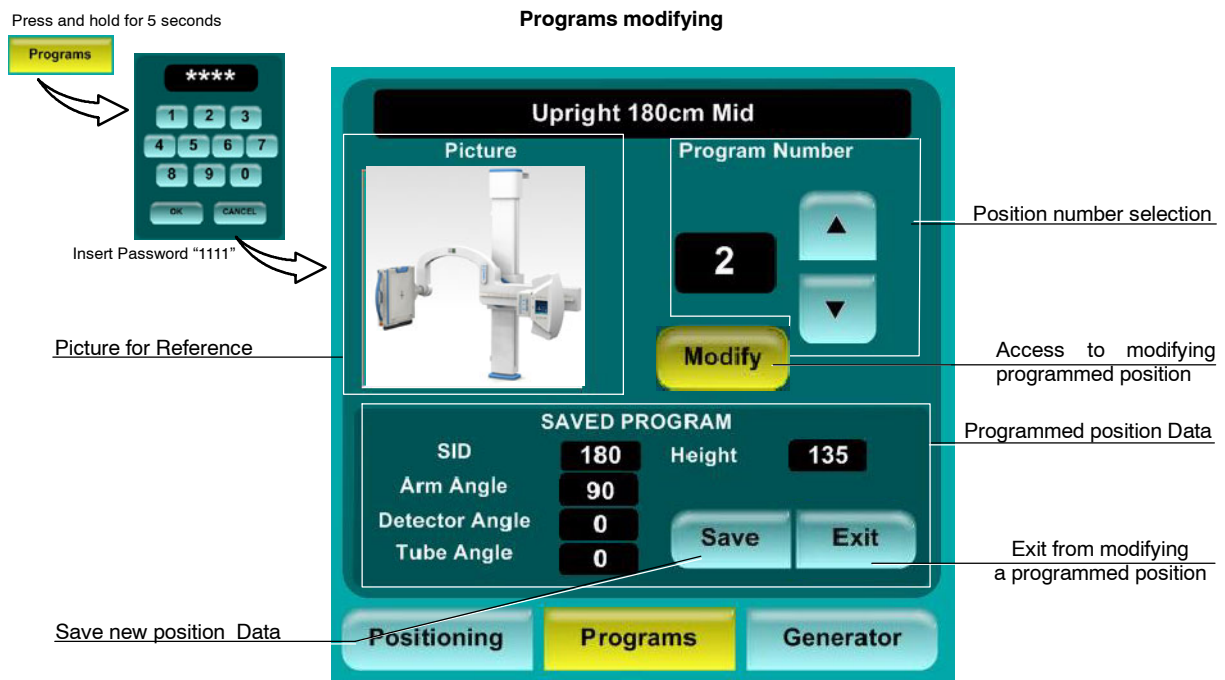 Programs modifying
Press and hold for 5 seconds
Programs
****
1 2 3
4 5 6 7
8 9 0
OK CANCEL
Insert Password “1111”
Upright 180cm Mid
Picture
Program Number
2
▲
▼
Modify
Position number selection
Picture for Reference
Access to modifying
programmed position
SAVED PROGRAM
SID 180 Height 135
Arm Angle 90
Detector Angle 0
Tube Angle 0
Save Exit
Programmed position Data
Exit from modifying
a programmed position
Save new position Data
Positioning Programs Generator